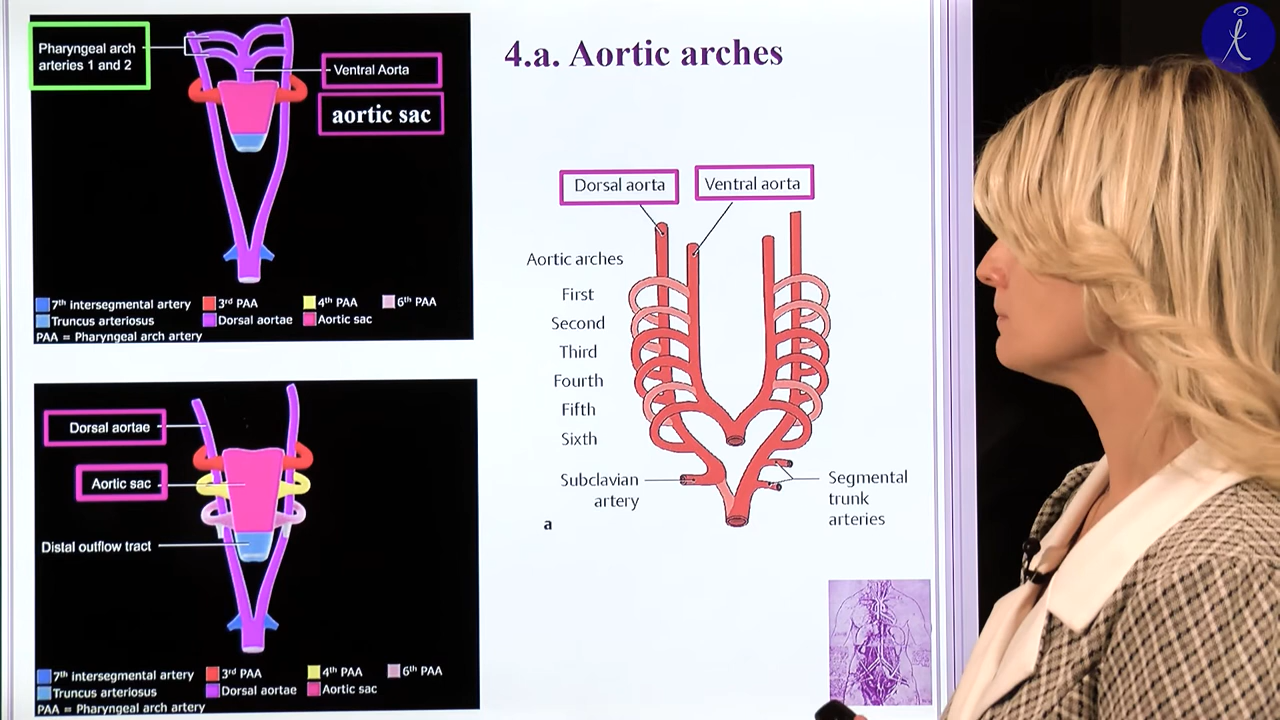 4.a. Aortic arches
Pharyngeal arch
arteries 1 and 2
Ventral Aorta
aortic sac
7th intersegmental artery
3rd PAA
4th PAA
6th PAA
Truncus arteriosus
Dorsal aortae
Aortic sac
PAA = Pharyngeal arch artery
Dorsal aortae
Aortic sac
Distal outflow tract
7th intersegmental artery
3rd PAA
4th PAA
6th PAA
Truncus arteriosus
Dorsal aortae
Aortic sac
PAA = Pharyngeal arch artery
Dorsal aorta
Ventral aorta
Aortic arches
First
Second
Third
Fourth
Fifth
Sixth
Subclavian
artery
Segmental
trunk
arteries
a